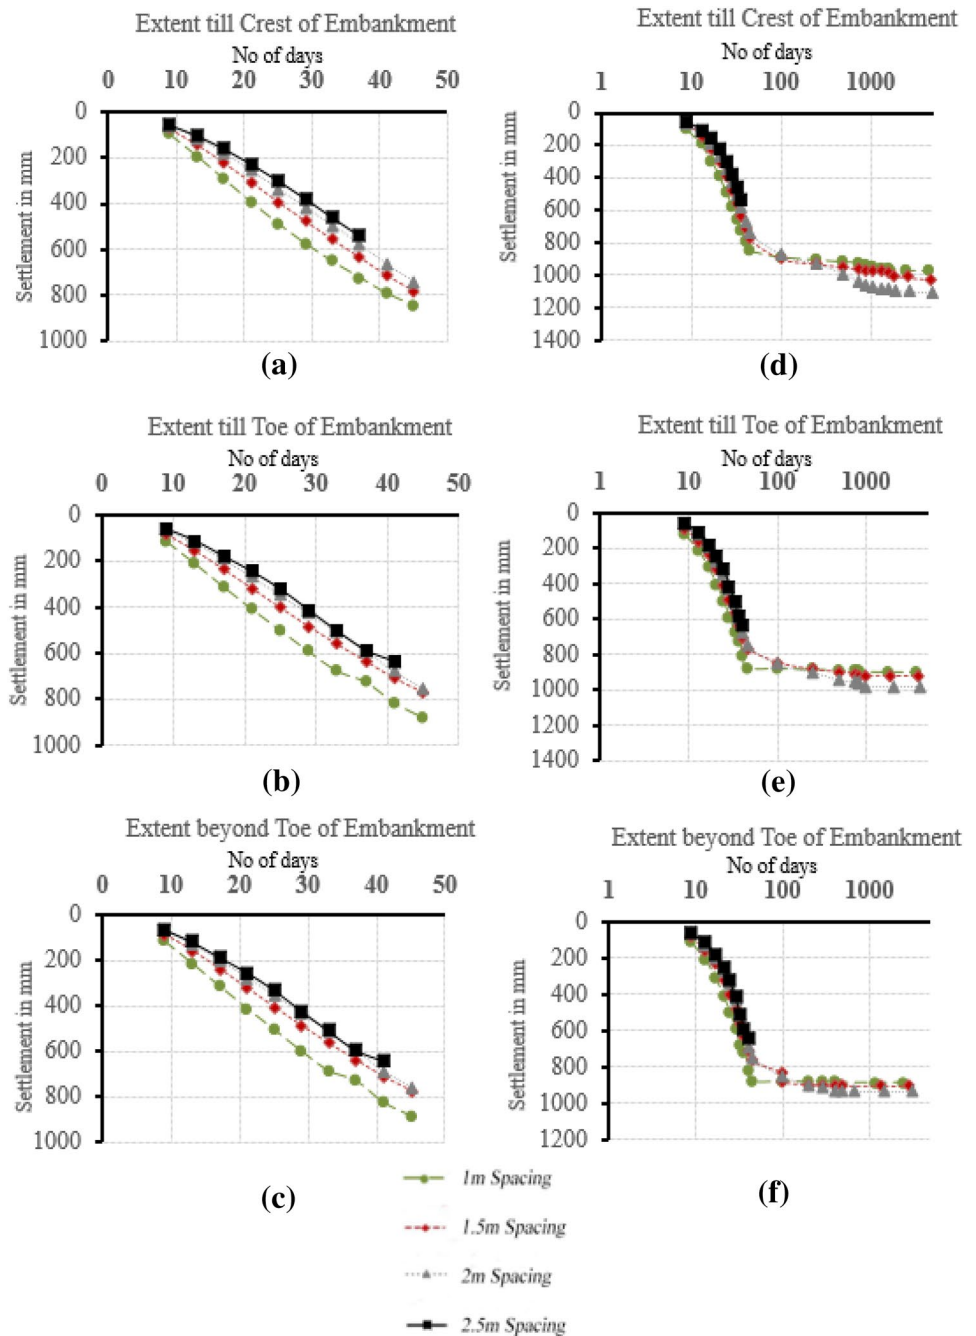 Extent till Crest of Embankment
No of days
0 10 20 30 40 50
0
200
400
600
800
1000
Settlement in mm
(a)
Extent till Crest of Embankment
No of days
1 10 100 1000
0
200
400
600
800
1000
1200
1400
Settlement in mm
(d)
Extent till Toe of Embankment
No of days
0 10 20 30 40 50
0
200
400
600
800
1000
Settlement in mm
(b)
Extent till Toe of Embankment
No of days
1 10 100 1000
0
200
400
600
800
1000
1200
1400
Settlement in mm
(e)
Extent beyond Toe of Embankment
No of days
0 10 20 30 40 50
0
200
400
600
800
1000
Settlement in mm
(c)
Extent beyond Toe of Embankment
No of days
1 10 100 1000
0
200
400
600
800
1000
1200
Settlement in mm
(f)
1m Spacing
1.5m Spacing
2m Spacing
2.5m Spacing